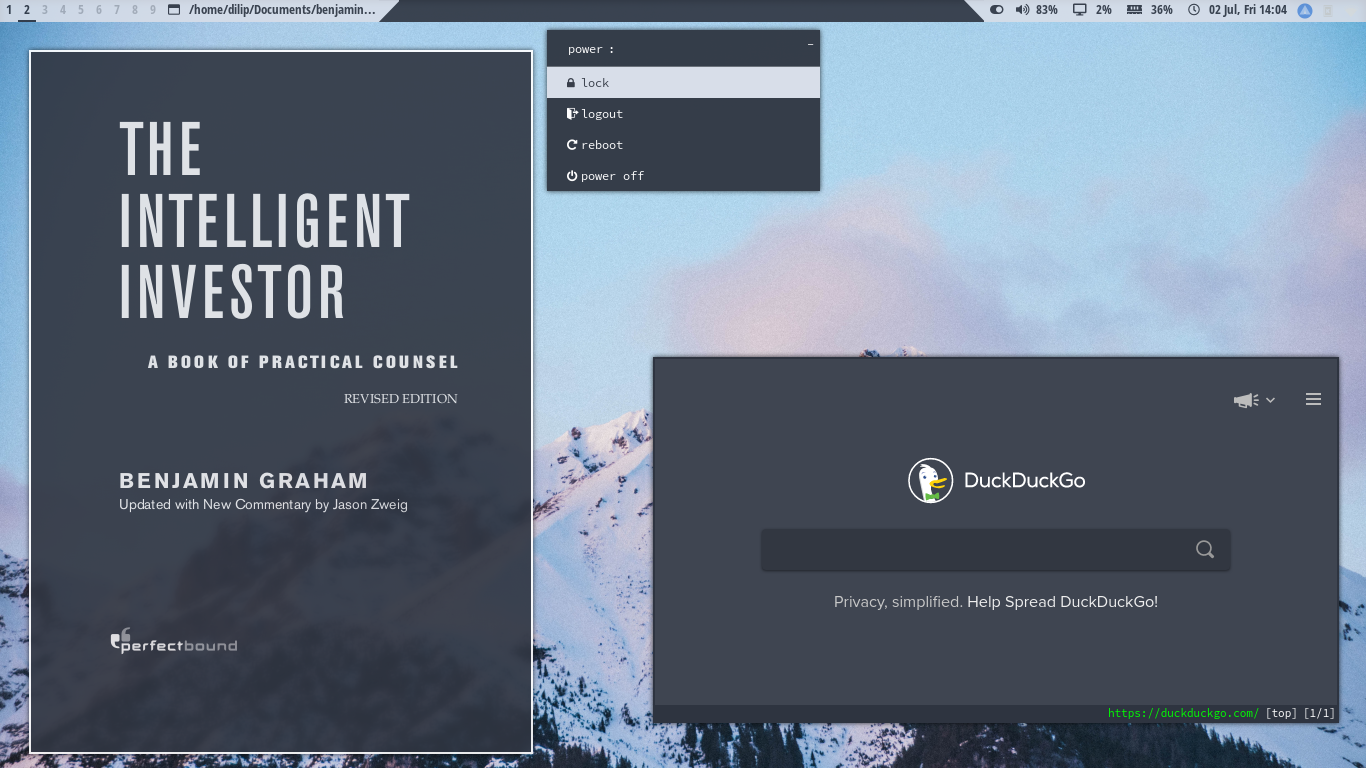 1 2 3 4 5 6 7 8 9 /home/dilip/Documents/benjamin... 83% 2% 36% 02 Jul, Fri 14:04
power :
lock
logout
reboot
power off
THE
INTELLIGENT
INVESTOR
A BOOK OF PRACTICAL COUNSEL
REVISED EDITION
BENJAMIN GRAHAM
Updated with New Commentary by Jason Zweig
perfectbound
DuckDuckGo
Privacy, simplified. Help Spread DuckDuckGo!
https://duckduckgo.com/ [top] [1/1]